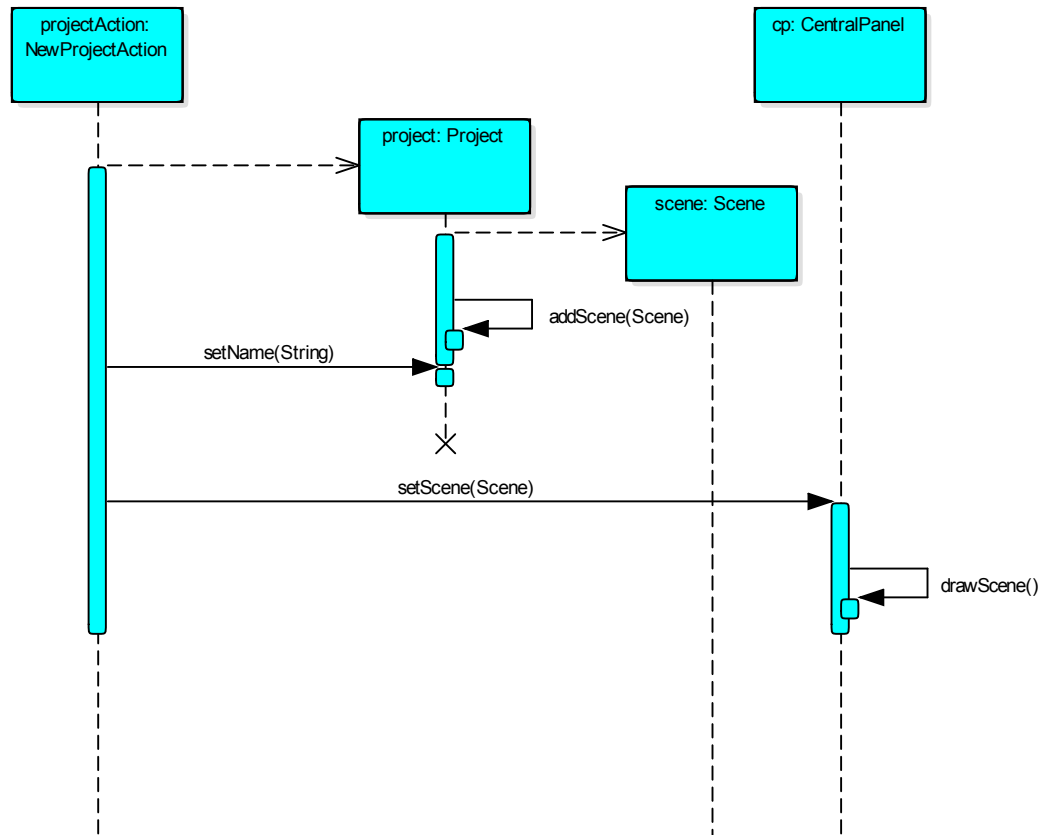 projectAction:
NewProjectAction
cp: CentralPanel
project: Project
scene: Scene
addScene(Scene)
setName(String)
setScene(Scene)
drawScene()